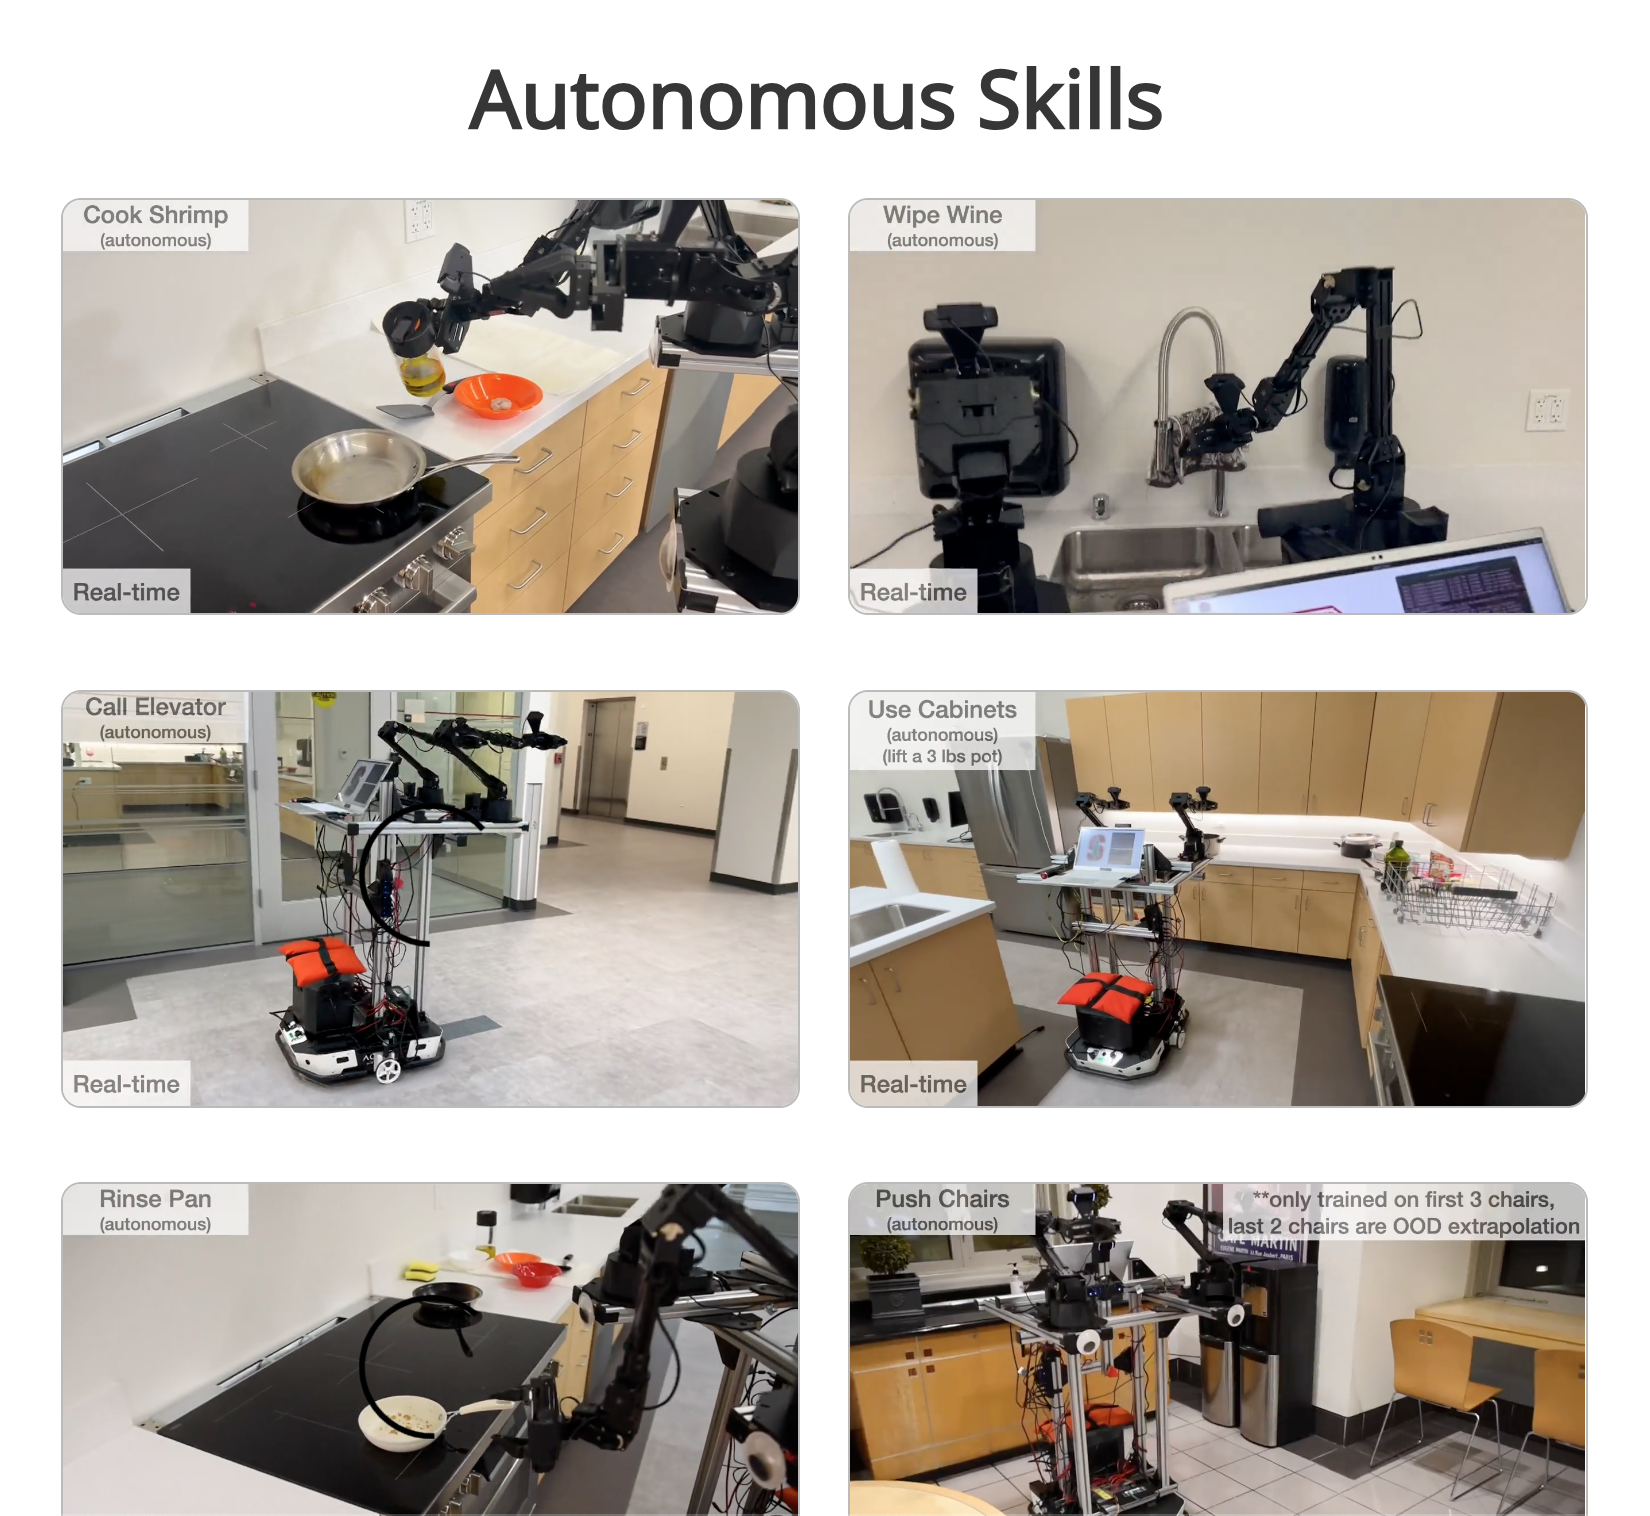 Autonomous Skills
Cook Shrimp
(autonomous)
Real-time
Wipe Wine
(autonomous)
Real-time
Call Elevator
(autonomous)
Real-time
Use Cabinets
(autonomous)
(lift a 3 lbs pot)
Real-time
Rinse Pan
(autonomous)
Push Chairs
(autonomous)
**only trained on first 3 chairs,
last 2 chairs are OOD extrapolation
MARTIN